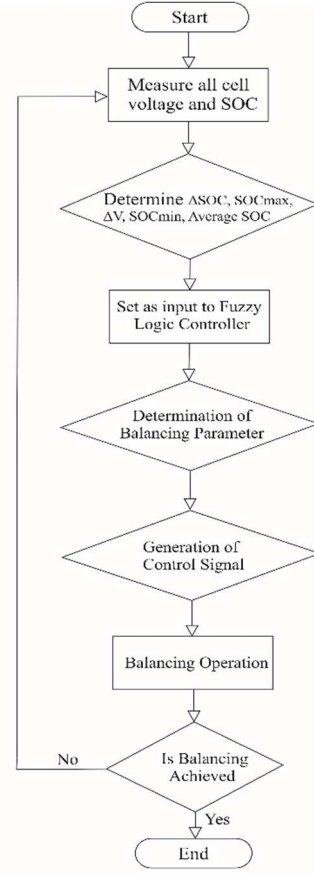 Start
Measure all cell
voltage and SOC
Determine ΔSOC, SOCmax,
ΔV, SOCmin, Average SOC
Set as input to Fuzzy
Logic Controller
Determination of
Balancing Parameter
Generation of
Control Signal
Balancing Operation
Is Balancing
Achieved
No
Yes
End